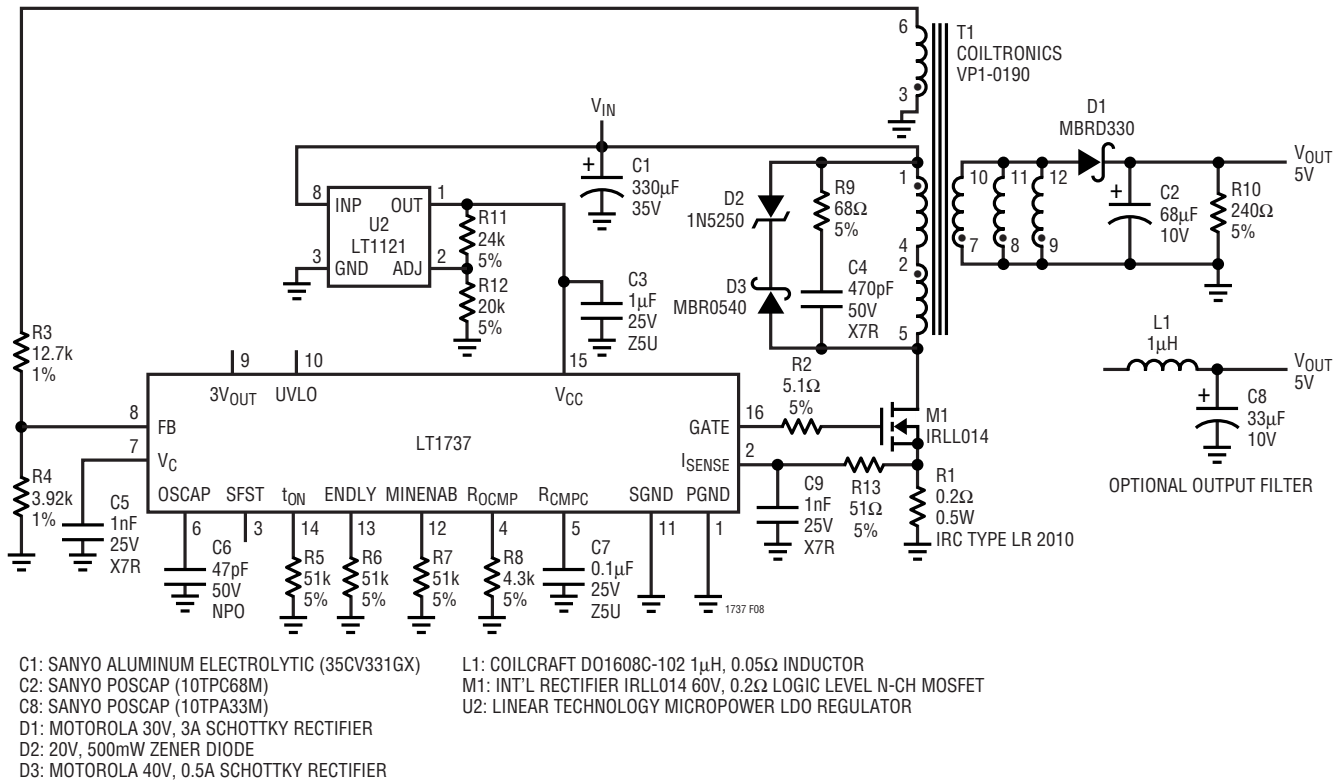 6
T1
COILTRONICS
VP1-0190
3
VIN
D1
MBRD330
C1
330µF
35V
+
8
INP
OUT
1
U2
LT1121
3
GND
ADJ
2
R11
24k
5%
R12
20k
5%
C3
1µF
25V
Z5U
D2
1N5250
R9
68Ω
5%
D3
MBR0540
C4
470pF
50V
X7R
1
4
2
5
10
11
12
7
8
9
+
C2
68µF
10V
R10
240Ω
5%
VOUT
5V
L1
1µH
VOUT
5V
+
C8
33µF
10V
OPTIONAL OUTPUT FILTER
R3
12.7k
1%
R4
3.92k
1%
9
10
15
3VOUT
UVLO
VCC
8
FB
7
VC
LT1737
GATE
16
ISENSE
2
R2
5.1Ω
5%
M1
IRLL014
OSCAP
SFST
tON
ENDLY
MINENAB
ROCMP
RCMPC
SGND
PGND
6
3
14
13
12
4
5
11
1
C5
1nF
25V
X7R
C6
47pF
50V
NPO
R5
51k
5%
R6
51k
5%
R7
51k
5%
R8
4.3k
5%
C7
0.1µF
25V
Z5U
C9
1nF
25V
X7R
R13
51Ω
5%
R1
0.2Ω
0.5W
IRC TYPE LR 2010
1737 F08
C1: SANYO ALUMINUM ELECTROLYTIC (35CV331GX)
C2: SANYO POSCAP (10TPC68M)
C8: SANYO POSCAP (10TPA33M)
D1: MOTOROLA 30V, 3A SCHOTTKY RECTIFIER
D2: 20V, 500mW ZENER DIODE
D3: MOTOROLA 40V, 0.5A SCHOTTKY RECTIFIER
L1: COILCRAFT DO1608C-102 1µH, 0.05Ω INDUCTOR
M1: INT'L RECTIFIER IRLL014 60V, 0.2Ω LOGIC LEVEL N-CH MOSFET
U2: LINEAR TECHNOLOGY MICROPOWER LDO REGULATOR